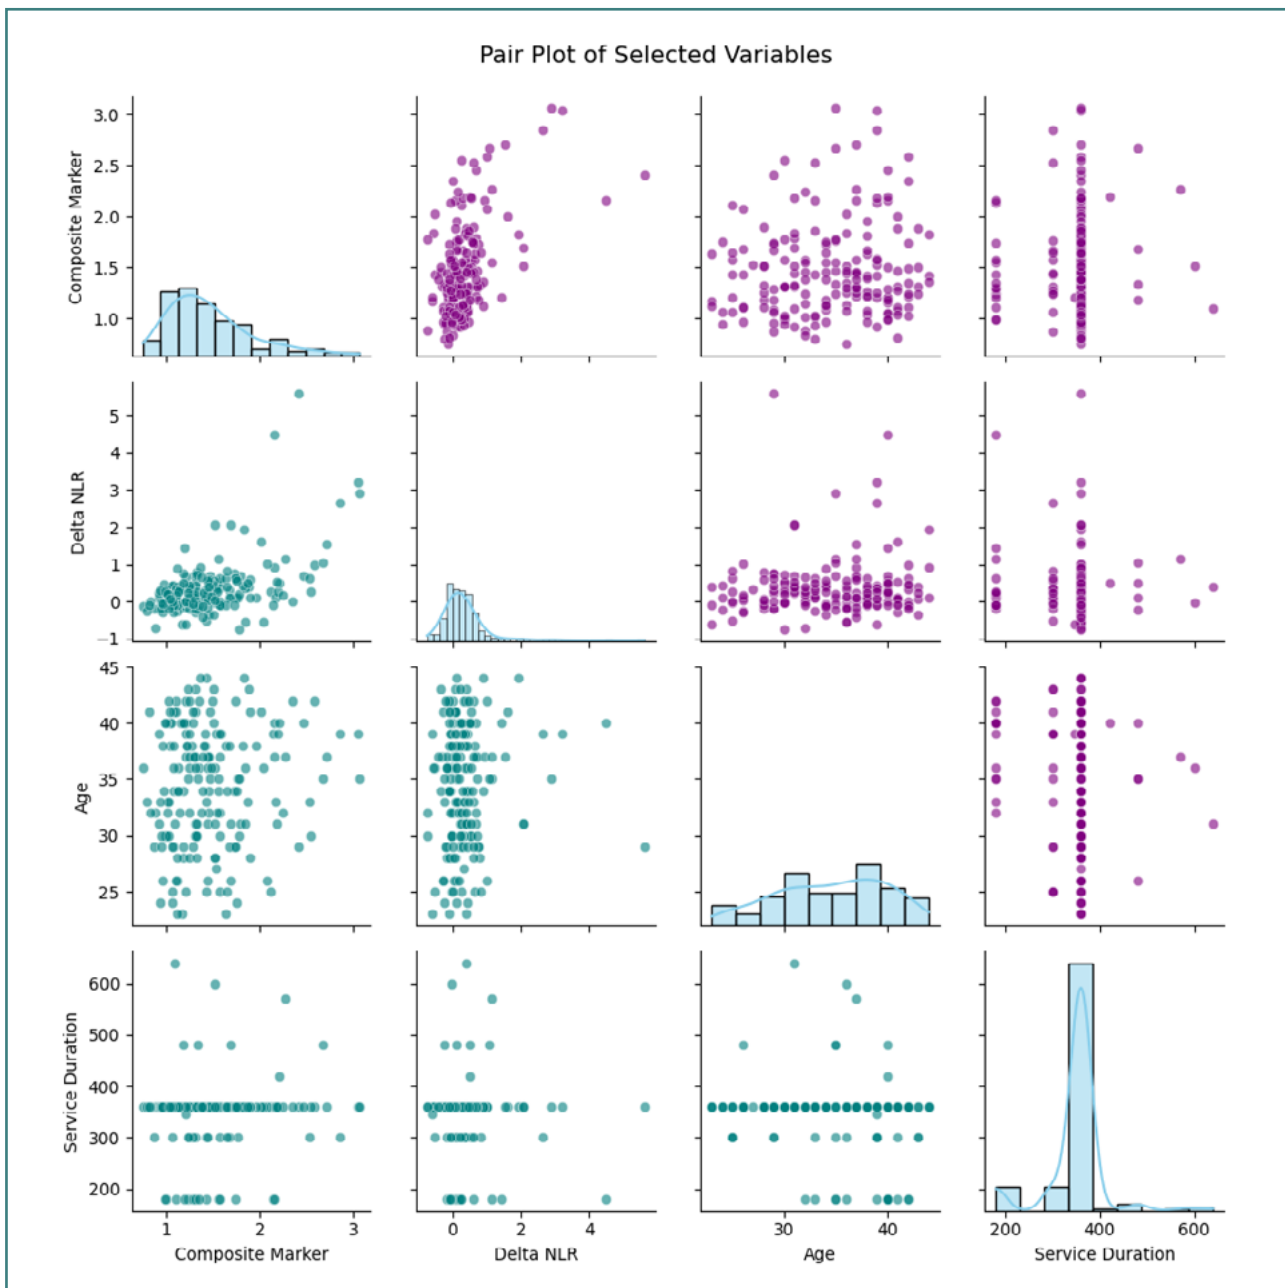 Pair Plot of Selected Variables
3.0
2.5
2.0
1.5
1.0
Composite Marker
5
4
3
2
1
0
−1
Delta NLR
45
40
35
30
25
Age
600
500
400
300
200
Service Duration
1 2 3
0 2 4
30 40
200 400 600
Composite Marker
Delta NLR
Age
Service Duration